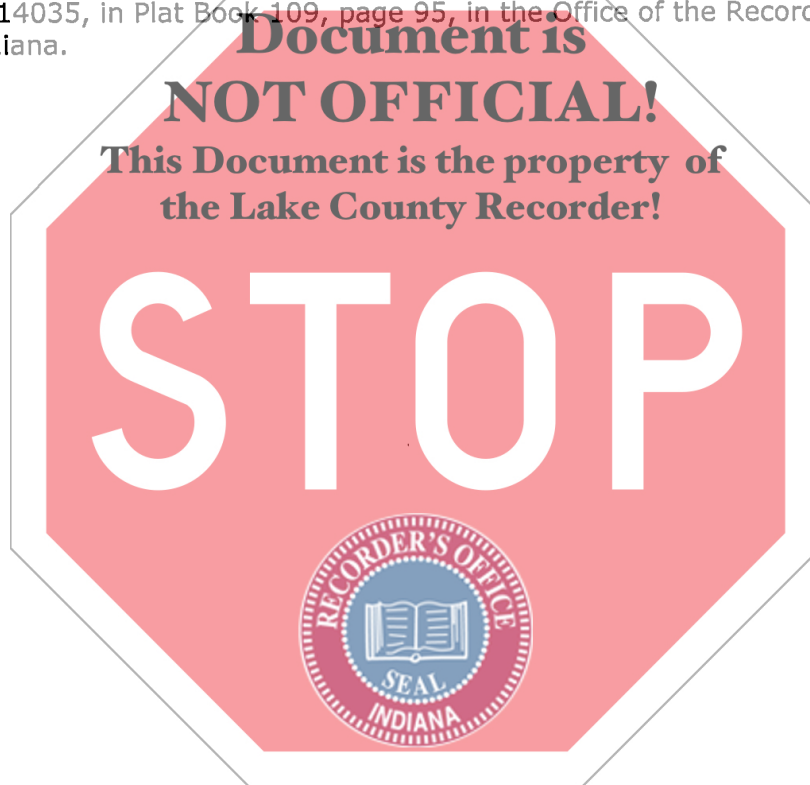 14035, in Plat Book 109, page 95, in the Office of the Recor
iana.
Document is
NOT OFFICIAL!
This Document is the property of
the Lake County Recorder!
STOP
RECORDER'S OFFICE
SEAL
INDIANA